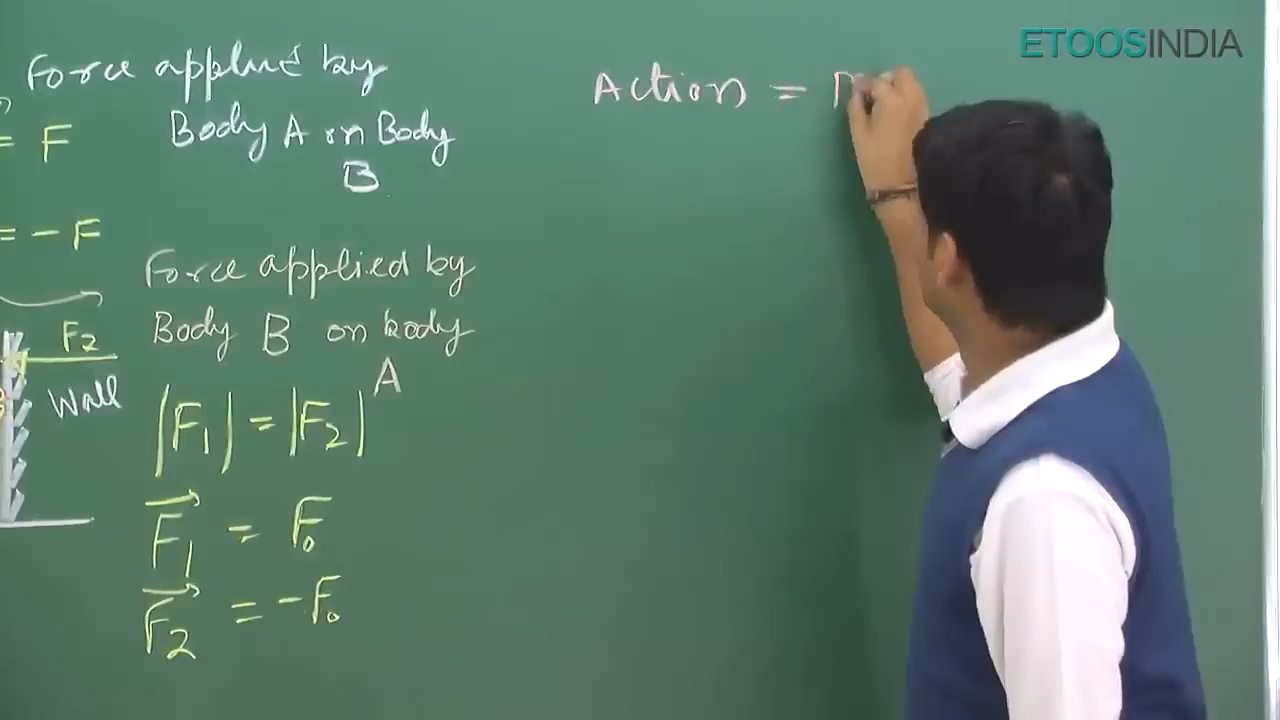 ETOOSINDIA
Force applied by
Body A on Body
B
= F
= - F
Force applied by
Body B on body
A
F2
Wall
|F1| = |F2|
F1 = F0
F2 = -F0
Action =